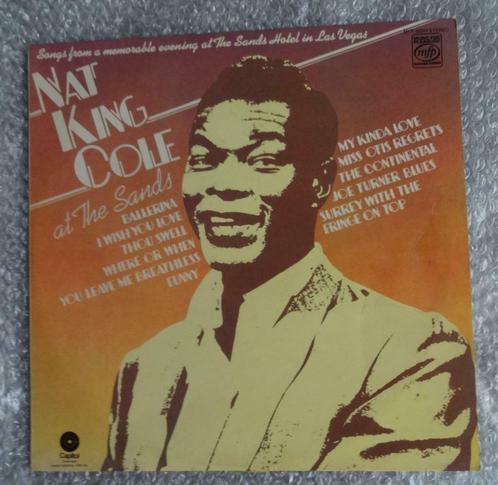 Songs from a memorable evening at The Sands Hotel in Las Vegas
mfp
NAT
KING
COLE
at The Sands
BALLERINA
I WISH YOU LOVE
THOU SWELL
WHERE OR WHEN
YOU LEAVE ME BREATHLESS
FUNNY
MY KINDA LOVE
MISS OTIS REGRETS
THE CONTINENTAL
JOE TURNER BLUES
SURREY WITH THE
FRINGE ON TOP
Capitol